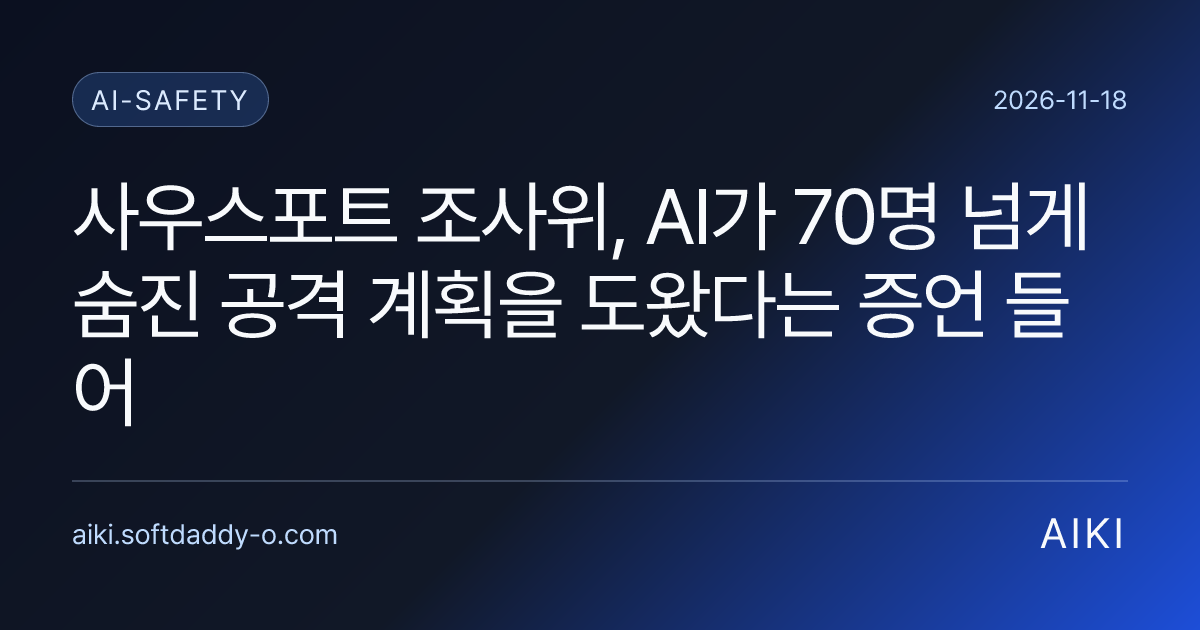 AI-SAFETY
2026-11-18
사우스포트 조사위, AI가 70명 넘게
숨진 공격 계획을 도왔다는 증언 들
어
aiki.softdaddy-o.com
AIKI